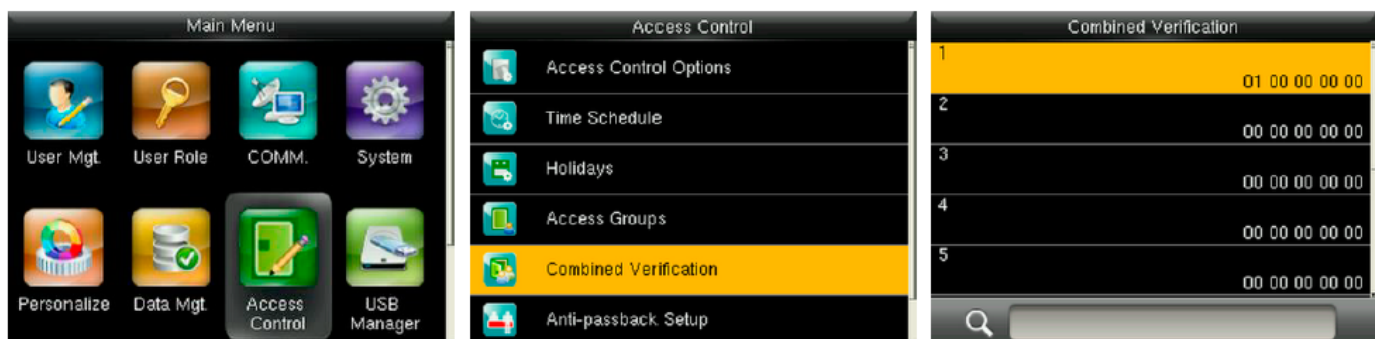 Main Menu
User Mgt.
User Role
COMM.
System
Personalize
Data Mgt.
Access
Control
USB
Manager
Access Control
Access Control Options
Time Schedule
Holidays
Access Groups
Combined Verification
Anti-passback Setup
Combined Verification
1
01 00 00 00 00
2
00 00 00 00 00
3
00 00 00 00 00
4
00 00 00 00 00
5
00 00 00 00 00